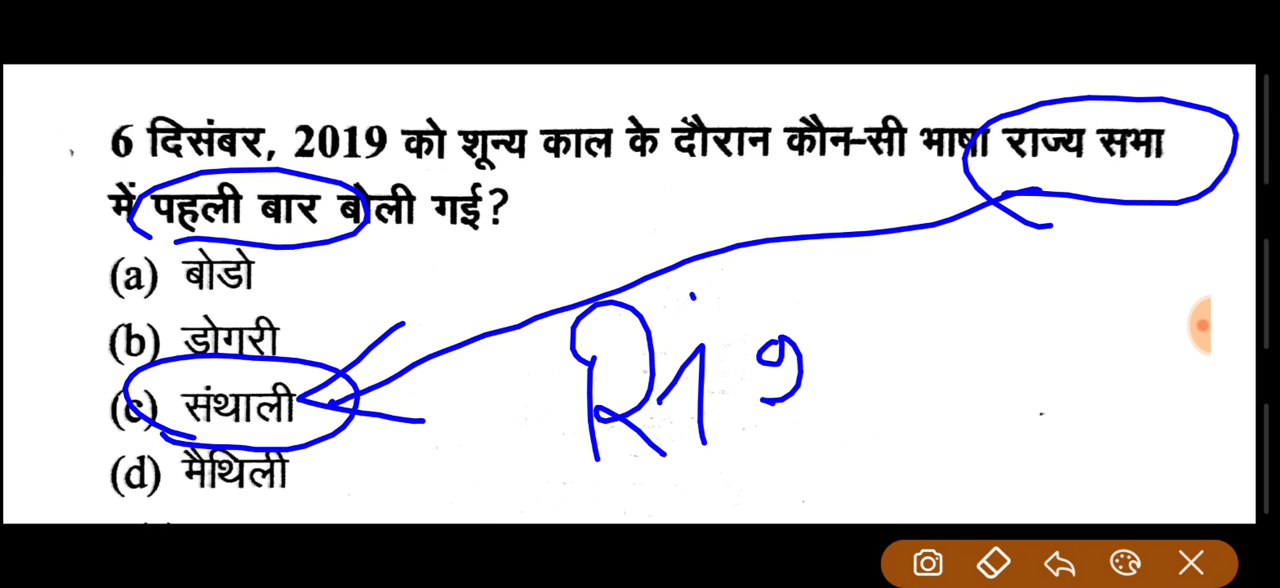 6 दिसंबर, 2019 को शून्य काल के दौरान कौन-सी भाषा राज्य सभा
में पहली बार बोली गई?
(a) बोडो
(b) डोगरी
(c) संथाली
(d) मैथिली